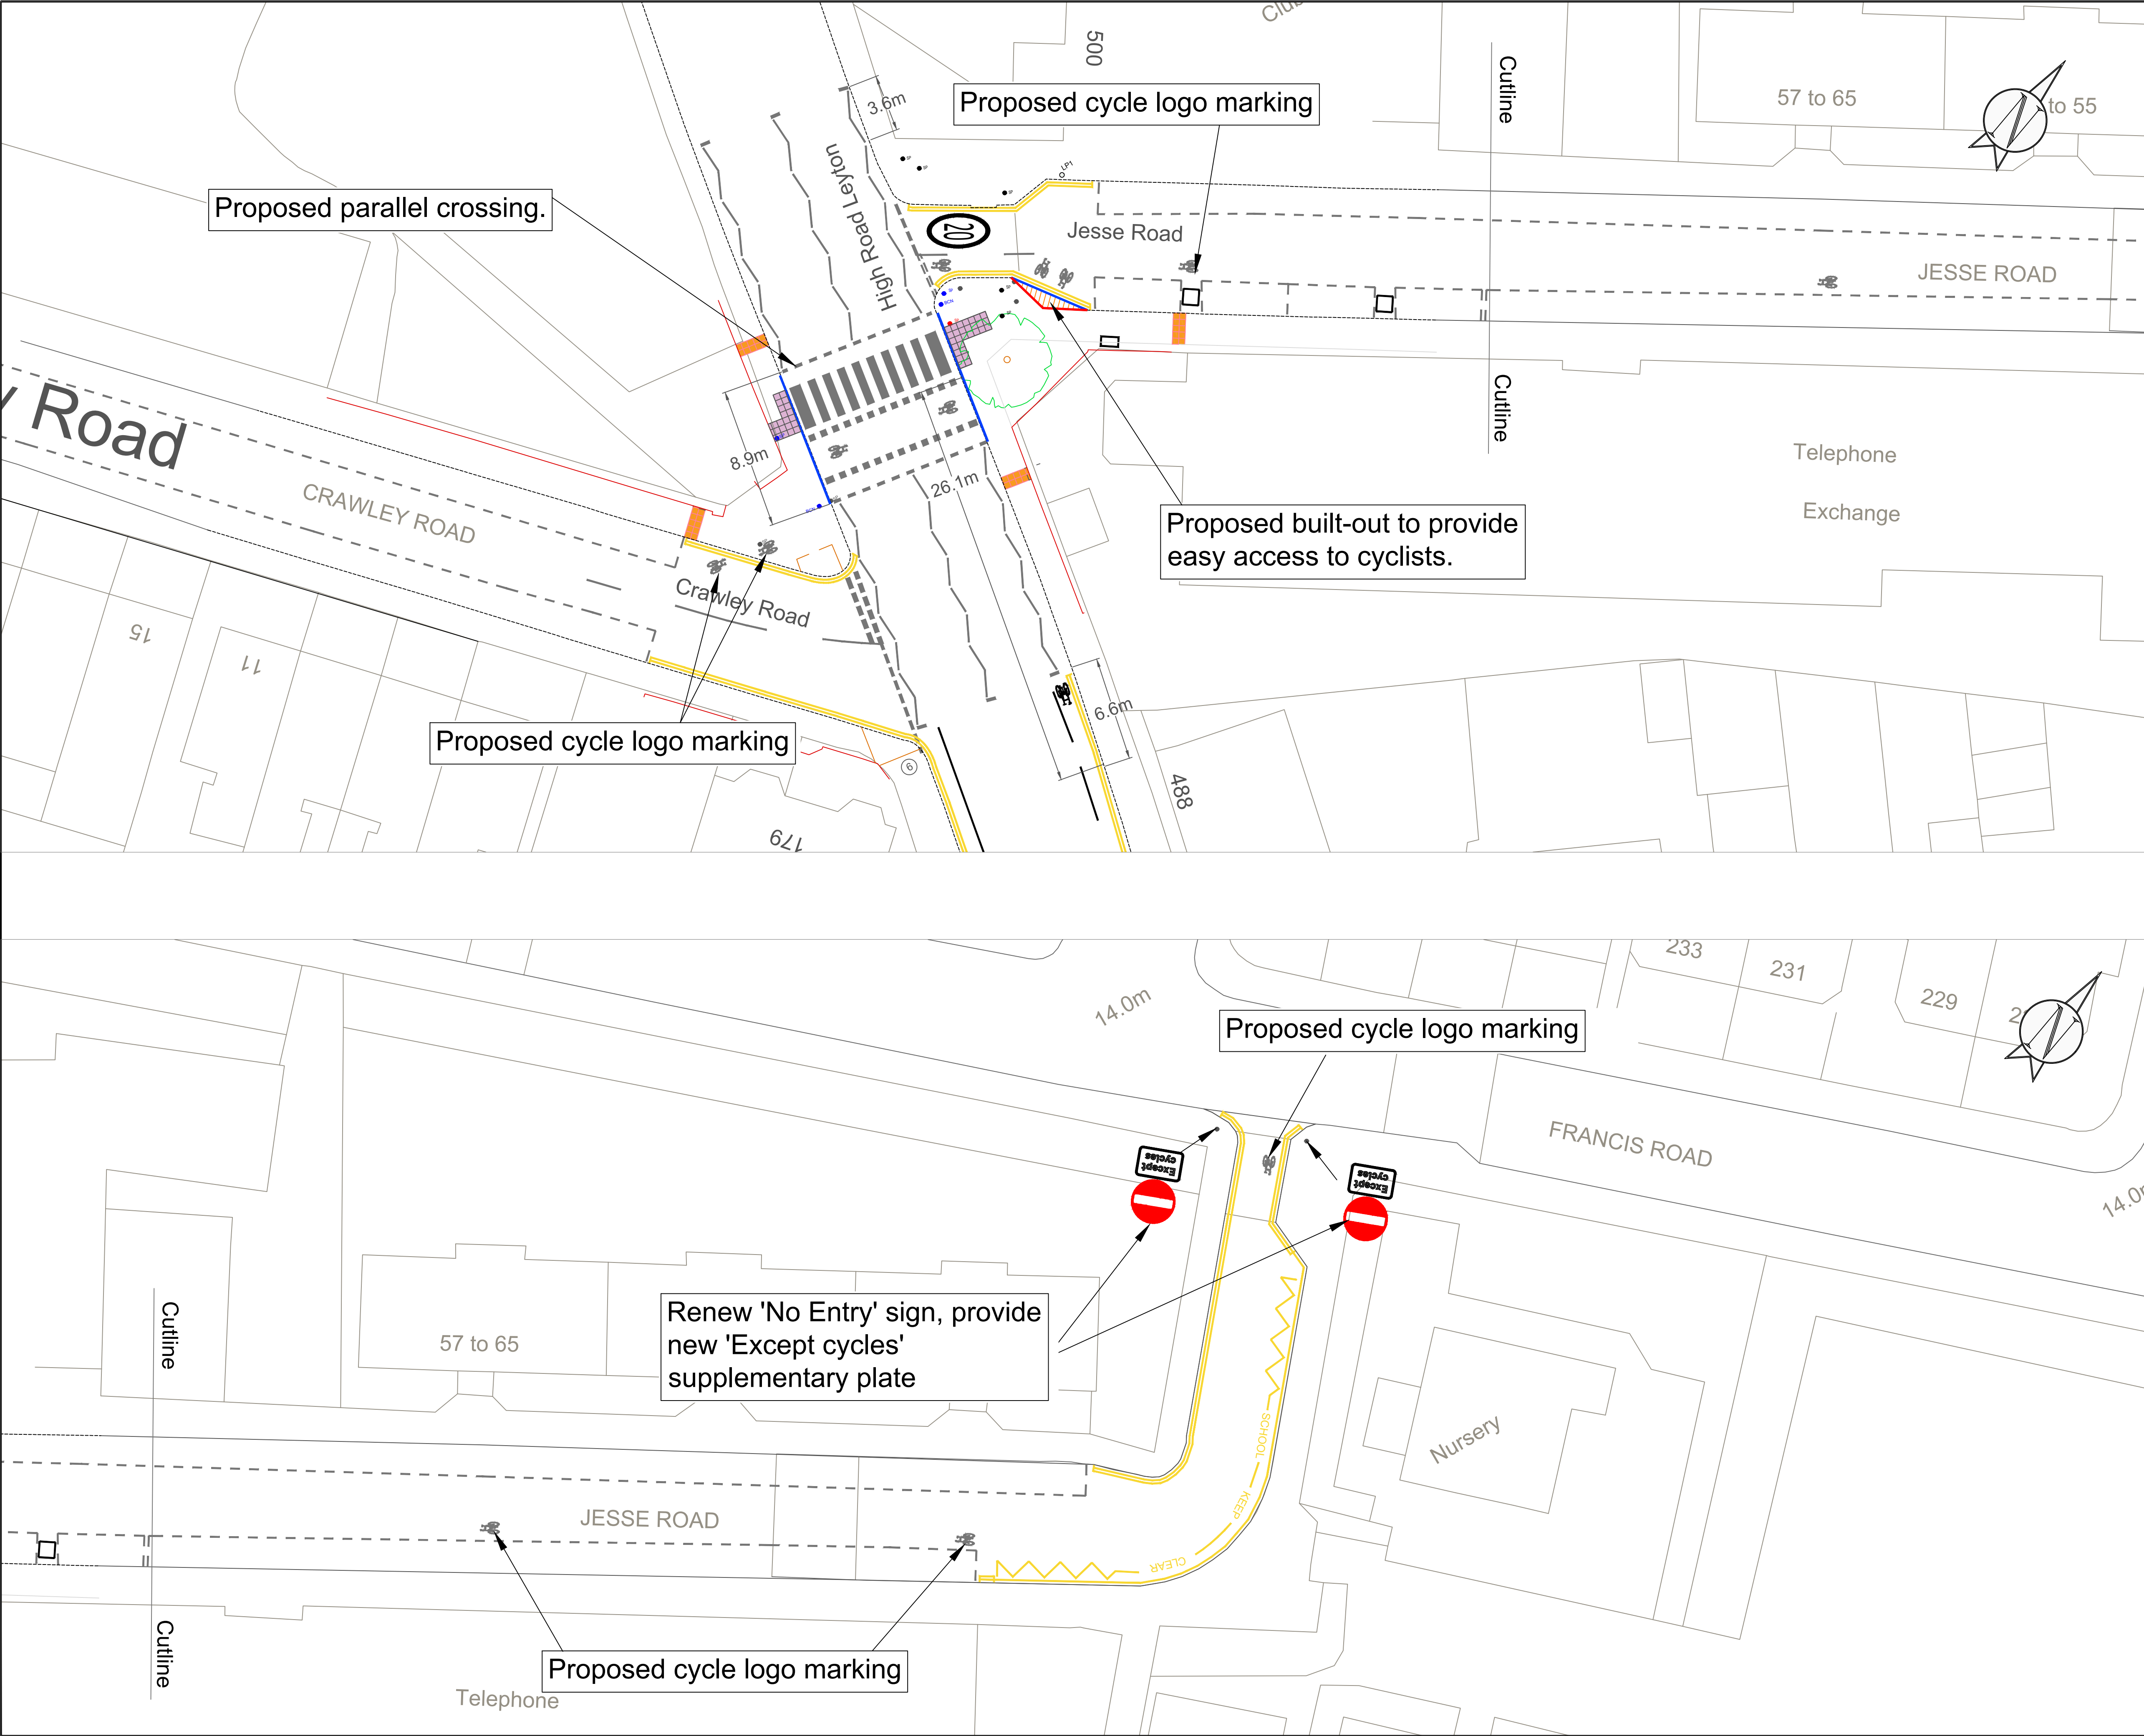 Club
500
Cutline
57 to 65
to 55
3.6m
Proposed cycle logo marking
LP1
High Road Leyton
Proposed parallel crossing.
20
Jesse Road
JESSE ROAD
Cutline
y Road
8.9m
26.1m
CRAWLEY ROAD
Telephone
Exchange
Proposed built-out to provide
easy access to cyclists.
Crawley Road
15
11
6.6m
Proposed cycle logo marking
6
488
179
233
231
229
14.0m
Proposed cycle logo marking
FRANCIS ROAD
Except
cycles
Except
cycles
14.0m
Cutline
57 to 65
Renew 'No Entry' sign, provide
new 'Except cycles'
supplementary plate
Nursery
SCHOOL
KEEP
CLEAR
JESSE ROAD
Cutline
Proposed cycle logo marking
Telephone